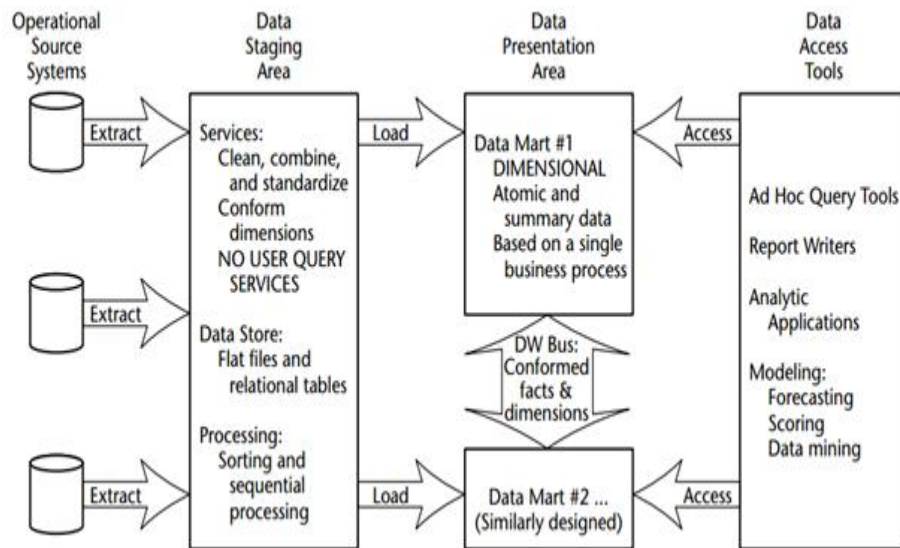 Operational
Source
Systems
Data
Staging
Area
Data
Presentation
Area
Data
Access
Tools
Extract
Extract
Extract
Services:
Clean, combine,
and standardize
Conform
dimensions
NO USER QUERY
SERVICES
Data Store:
Flat files and
relational tables
Processing:
Sorting and
sequential
processing
Load
Load
Data Mart #1
DIMENSIONAL
Atomic and
summary data
Based on a single
business process
DW Bus:
Conformed
facts &
dimensions
Data Mart #2 ...
(Similarly designed)
Access
Access
Ad Hoc Query Tools
Report Writers
Analytic
Applications
Modeling:
Forecasting
Scoring
Data mining